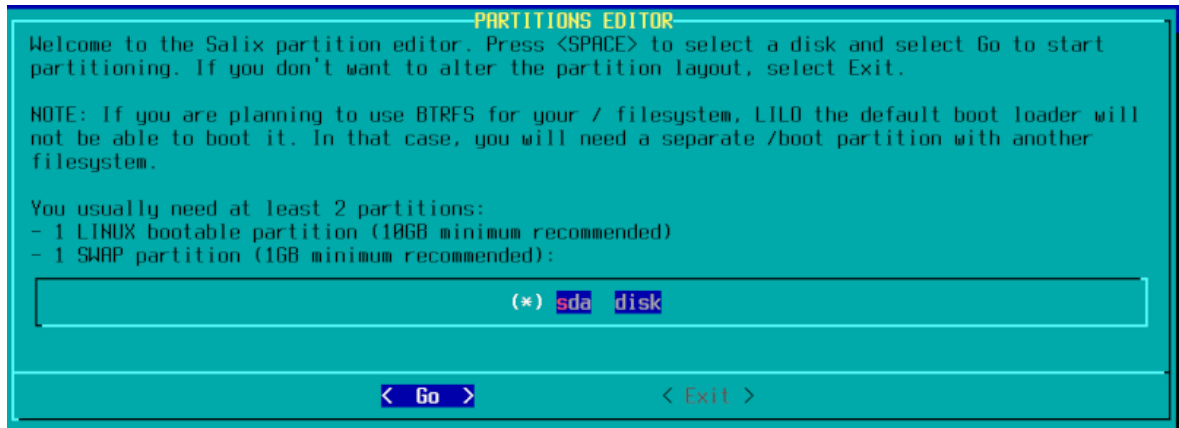 PARTITIONS EDITOR
Welcome to the Salix partition editor. Press <SPACE> to select a disk and select Go to start
partitioning. If you don't want to alter the partition layout, select Exit.
NOTE: If you are planning to use BTRFS for your / filesystem, LILO the default boot loader will
not be able to boot it. In that case, you will need a separate /boot partition with another
filesystem.
You usually need at least 2 partitions:
- 1 LINUX bootable partition (10GB minimum recommended)
- 1 SWAP partition (1GB minimum recommended):
(*) sda disk
< Go > < Exit >